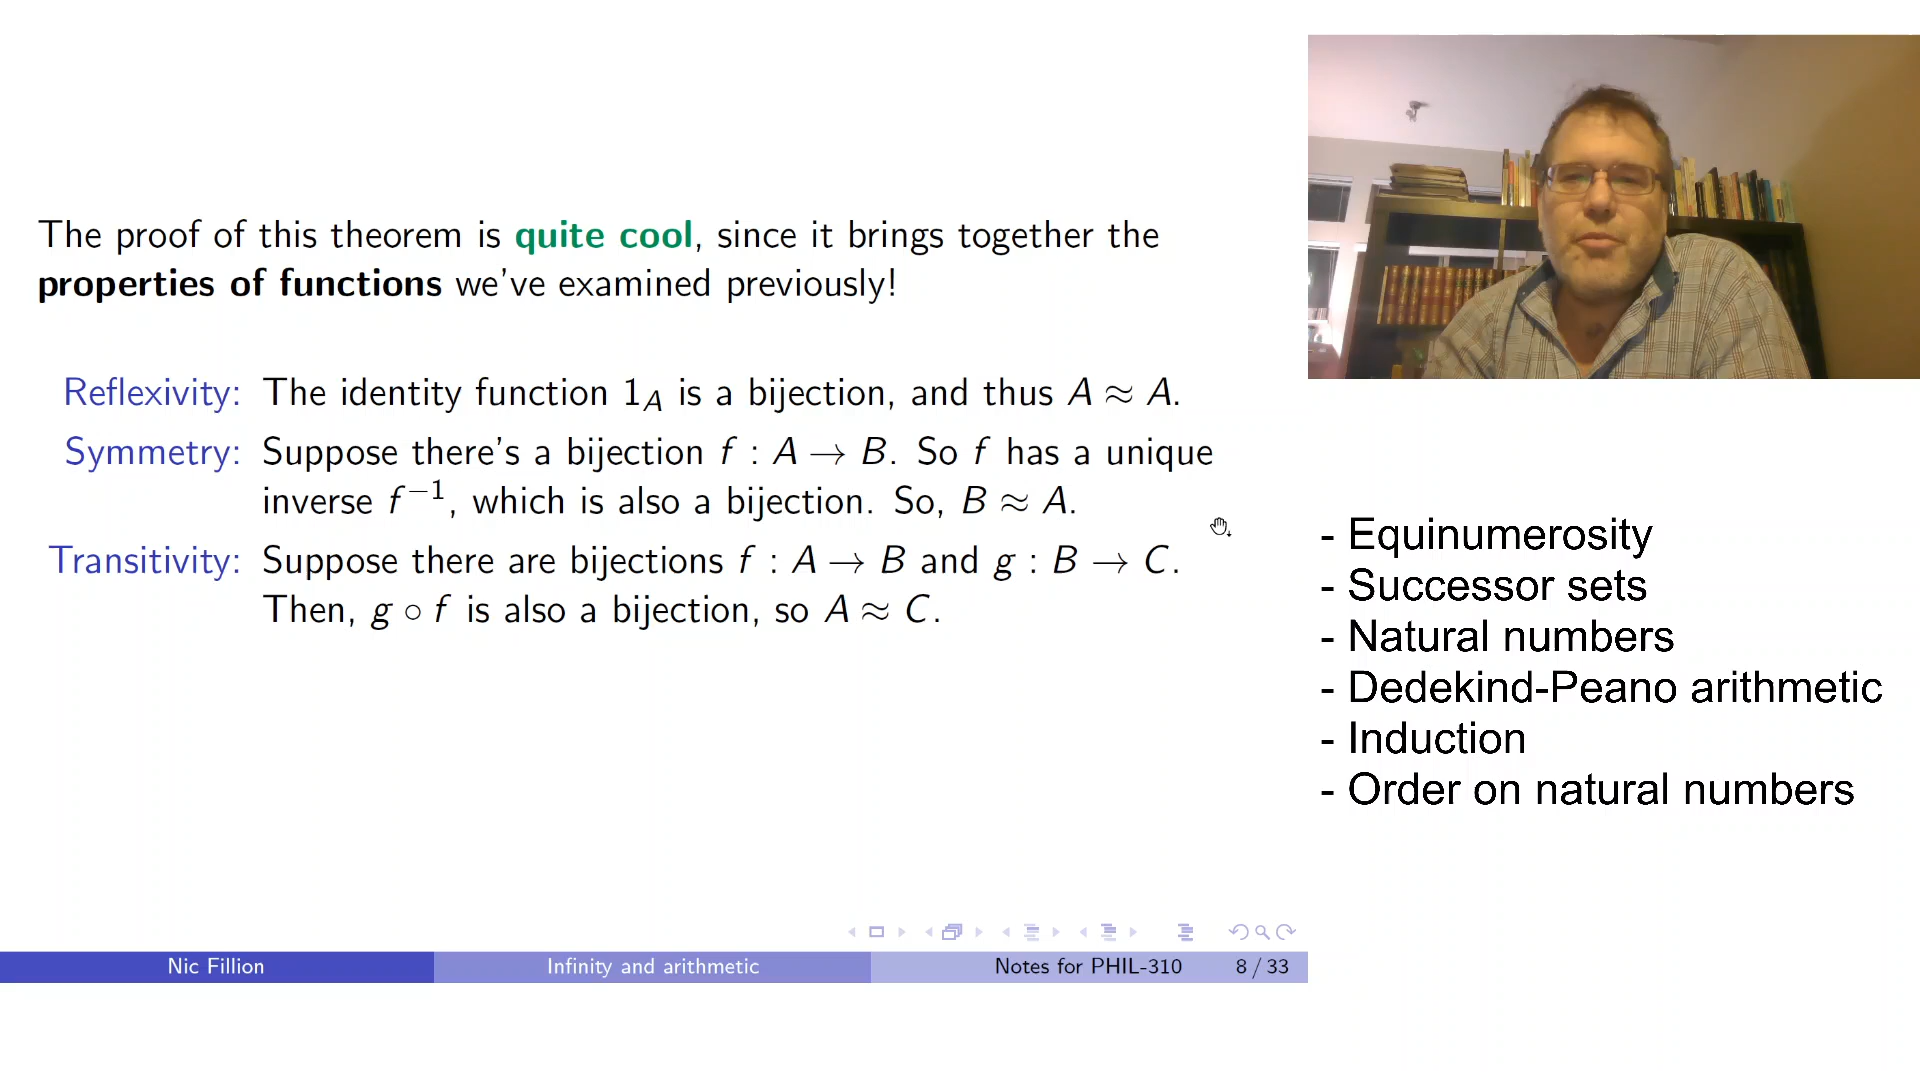 The proof of this theorem is quite cool, since it brings together the
properties of functions we've examined previously!
Reflexivity: The identity function 1_A is a bijection, and thus A ≈ A.
Symmetry: Suppose there's a bijection f : A → B. So f has a unique
inverse f⁻¹, which is also a bijection. So, B ≈ A.
Transitivity: Suppose there are bijections f : A → B and g : B → C.
Then, g ∘ f is also a bijection, so A ≈ C.
- Equinumerosity
- Successor sets
- Natural numbers
- Dedekind-Peano arithmetic
- Induction
- Order on natural numbers
Nic Fillion Infinity and arithmetic Notes for PHIL-310 8 / 33